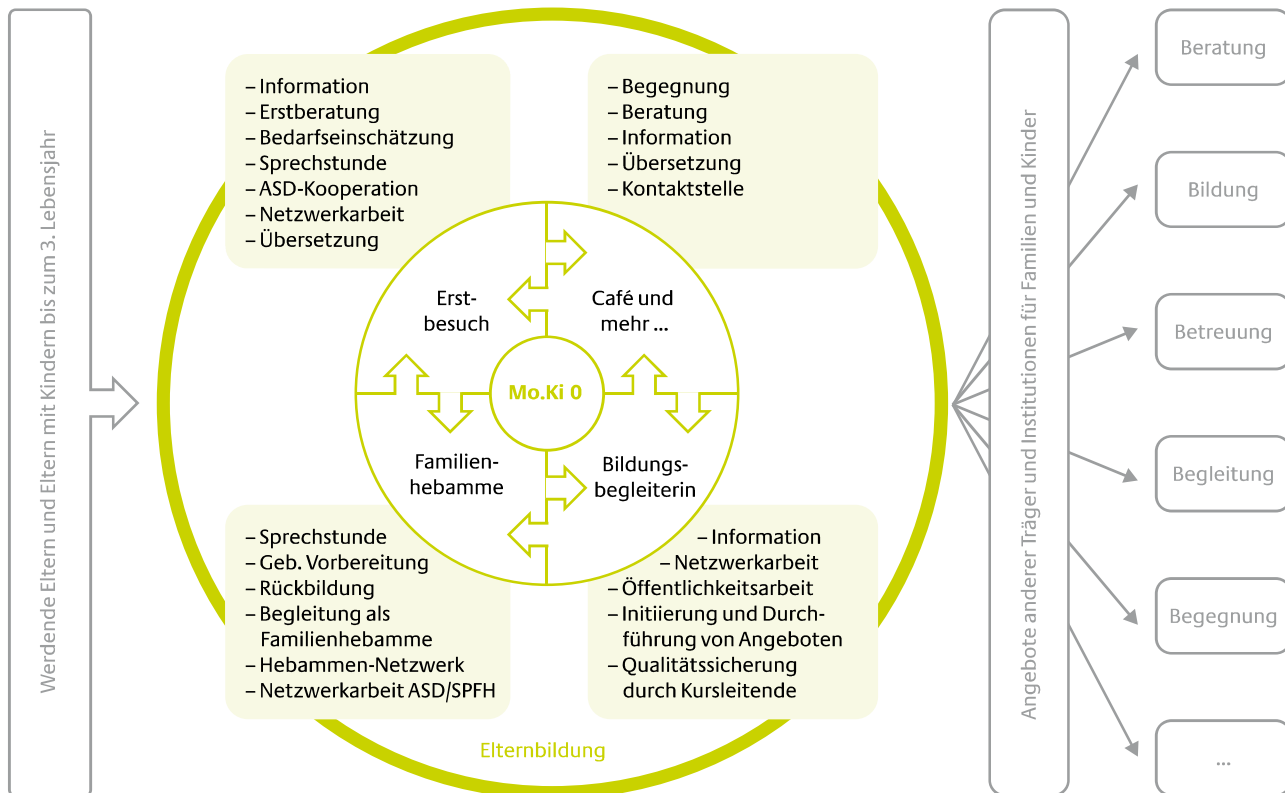 Werdende Eltern und Eltern mit Kindern bis zum 3. Lebensjahr
– Information
– Erstberatung
– Bedarfseinschätzung
– Sprechstunde
– ASD-Kooperation
– Netzwerkarbeit
– Übersetzung
– Begegnung
– Beratung
– Information
– Übersetzung
– Kontaktstelle
Erst-
besuch
Café und
mehr ...
Mo.Ki 0
Familien-
hebamme
Bildungs-
begleiterin
– Sprechstunde
– Geb. Vorbereitung
– Rückbildung
– Begleitung als
Familienhebamme
– Hebammen-Netzwerk
– Netzwerkarbeit ASD/SPFH
– Information
– Netzwerkarbeit
– Öffentlichkeitsarbeit
– Initiierung und Durch-
führung von Angeboten
– Qualitätssicherung
durch Kursleitende
Elternbildung
Angebote anderer Träger und Institutionen für Familien und Kinder
Beratung
Bildung
Betreuung
Begleitung
Begegnung
...